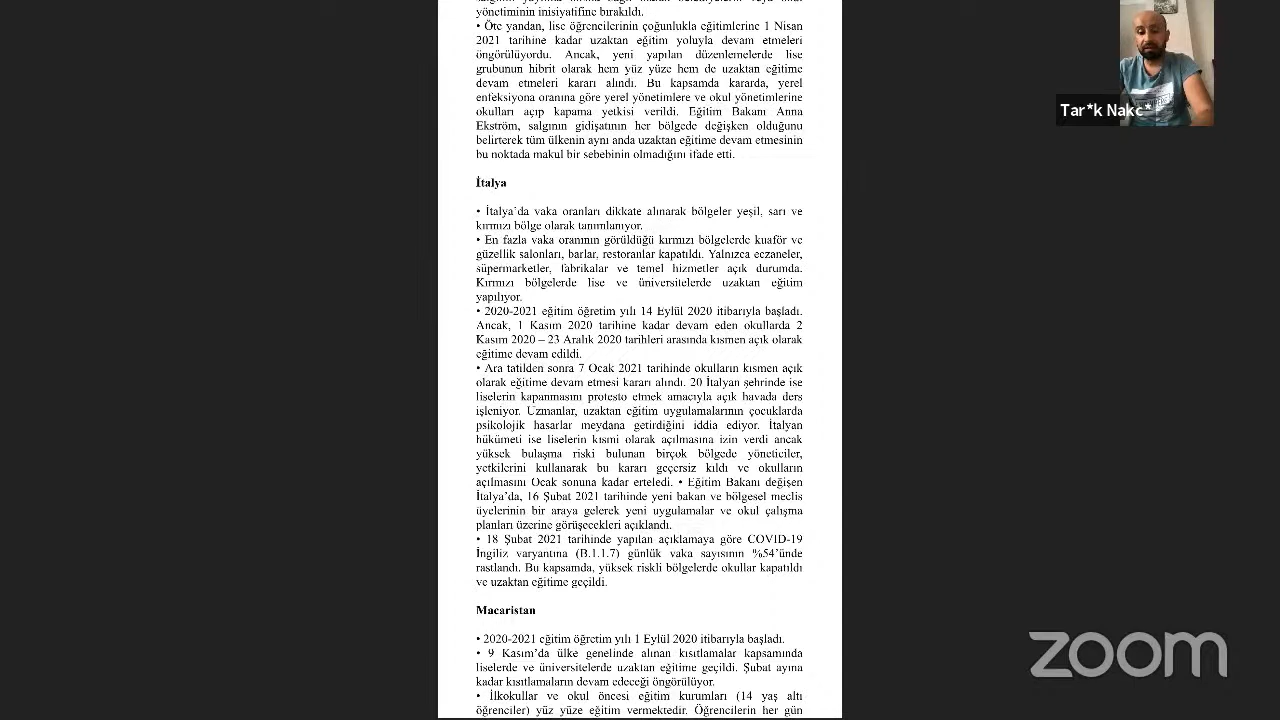 yönetiminin inisiyatifine bırakıldı.
• Öte yandan, lise öğrencilerinin çoğunlukla eğitimlerine 1 Nisan
2021 tarihine kadar uzaktan eğitim yoluyla devam etmeleri
öngörülüyordu. Ancak, yeni yapılan düzenlemelerde lise
grubunun hibrit olarak hem yüz yüze hem de uzaktan eğitime
devam etmeleri kararı alındı. Bu kapsamda kararda, yerel
enfeksiyona oranına göre yerel yönetimlere ve okul yönetimlerine
okulları açıp kapama yetkisi verildi. Eğitim Bakanı Anna
Ekström, salgının gidişatının her bölgede değişken olduğunu
belirterek tüm ülkenin aynı anda uzaktan eğitime devam etmesinin
bu noktada makul bir sebebinin olmadığını ifade etti.
İtalya
• İtalya'da vaka oranları dikkate alınarak bölgeler yeşil, sarı ve
kırmızı bölge olarak tanımlanıyor.
• En fazla vaka oranının görüldüğü kırmızı bölgelerde kuaför ve
güzellik salonları, barlar, restoranlar kapatıldı. Yalnızca eczaneler,
süpermarketler, fabrikalar ve temel hizmetler açık durumda.
Kırmızı bölgelerde lise ve üniversitelerde uzaktan eğitim
yapılıyor.
• 2020-2021 eğitim öğretim yılı 14 Eylül 2020 itibarıyla başladı.
Ancak, 1 Kasım 2020 tarihine kadar devam eden okullarda 2
Kasım 2020 – 23 Aralık 2020 tarihleri arasında kısmen açık olarak
eğitime devam edildi.
• Ara tatilden sonra 7 Ocak 2021 tarihinde okulların kısmen açık
olarak eğitime devam etmesi kararı alındı. 20 İtalyan şehrinde ise
liselerin kapanmasını protesto etmek amacıyla açık havada ders
işleniyor. Uzmanlar, uzaktan eğitim uygulamalarının çocuklarda
psikolojik hasarlar meydana getirdiğini iddia ediyor. İtalyan
hükümeti ise liselerin kısmi olarak açılmasına izin verdi ancak
yüksek bulaşma riski bulunan birçok bölgede yöneticiler,
yetkilerini kullanarak bu kararı geçersiz kıldı ve okulların
açılmasını Ocak sonuna kadar erteledi. • Eğitim Bakanı değişen
İtalya'da, 16 Şubat 2021 tarihinde yeni bakan ve bölgesel meclis
üyelerinin bir araya gelerek yeni uygulamalar ve okul çalışma
planları üzerine görüşecekleri açıklandı.
• 18 Şubat 2021 tarihinde yapılan açıklamaya göre COVID-19
İngiliz varyantına (B.1.1.7) günlük vaka sayısının %54'ünde
rastlandı. Bu kapsamda, yüksek riskli bölgelerde okullar kapatıldı
ve uzaktan eğitime geçildi.
Macaristan
• 2020-2021 eğitim öğretim yılı 1 Eylül 2020 itibarıyla başladı.
• 9 Kasım'da ülke genelinde alınan kısıtlamalar kapsamında
liselerde ve üniversitelerde uzaktan eğitime geçildi. Şubat ayına
kadar kısıtlamaların devam edeceği öngörülüyor.
• İlkokullar ve okul öncesi eğitim kurumları (14 yaş altı
öğrenciler) yüz yüze eğitim vermektedir. Öğrencilerin her gün
Tar*k Nakc*
zoom